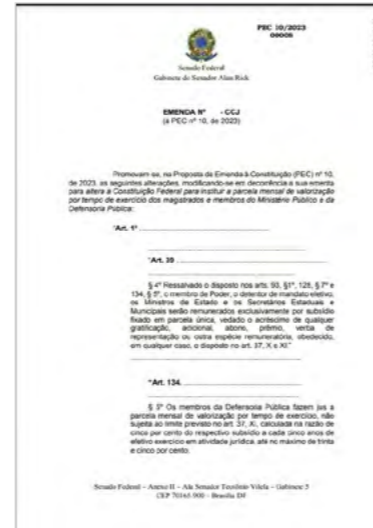 PEC 10/2023
00006
Senado Federal
Gabinete do Senador Alan Rick
EMENDA Nº - CCJ
(à PEC nº 10, de 2023)
Promovam-se, na Proposta de Emenda à Constituição (PEC) nº 10,
de 2023, as seguintes alterações, modificando-se em decorrência a sua ementa
para altera a Constituição Federal para instituir a parcela mensal de valorização
por tempo de exercício dos magistrados e membros do Ministério Público e da
Defensoria Pública:
"Art. 1º
"Art. 39
§ 4º Ressalvado o disposto nos arts. 93, §1º, 128, § 7º e
134, § 5º, o membro de Poder, o detentor de mandato eletivo,
os Ministros de Estado e os Secretários Estaduais e
Municipais serão remunerados exclusivamente por subsídio
fixado em parcela única, vedado o acréscimo de qualquer
gratificação, adicional, abono, prêmio, verba de
representação ou outra espécie remuneratória, obedecido,
em qualquer caso, o disposto no art. 37, X e XI."
"Art. 134.
§ 5º Os membros da Defensoria Pública fazem jus a
parcela mensal de valorização por tempo de exercício, não
sujeita ao limite previsto no art. 37, XI, calculada na razão de
cinco por cento do respectivo subsídio a cada cinco anos de
efetivo exercício em atividade jurídica, até no máximo de trinta
e cinco por cento.
Senado Federal – Anexo II – Ala Senador Teotônio Vilela – Gabinete 5
CEP 70165-900 – Brasília DF